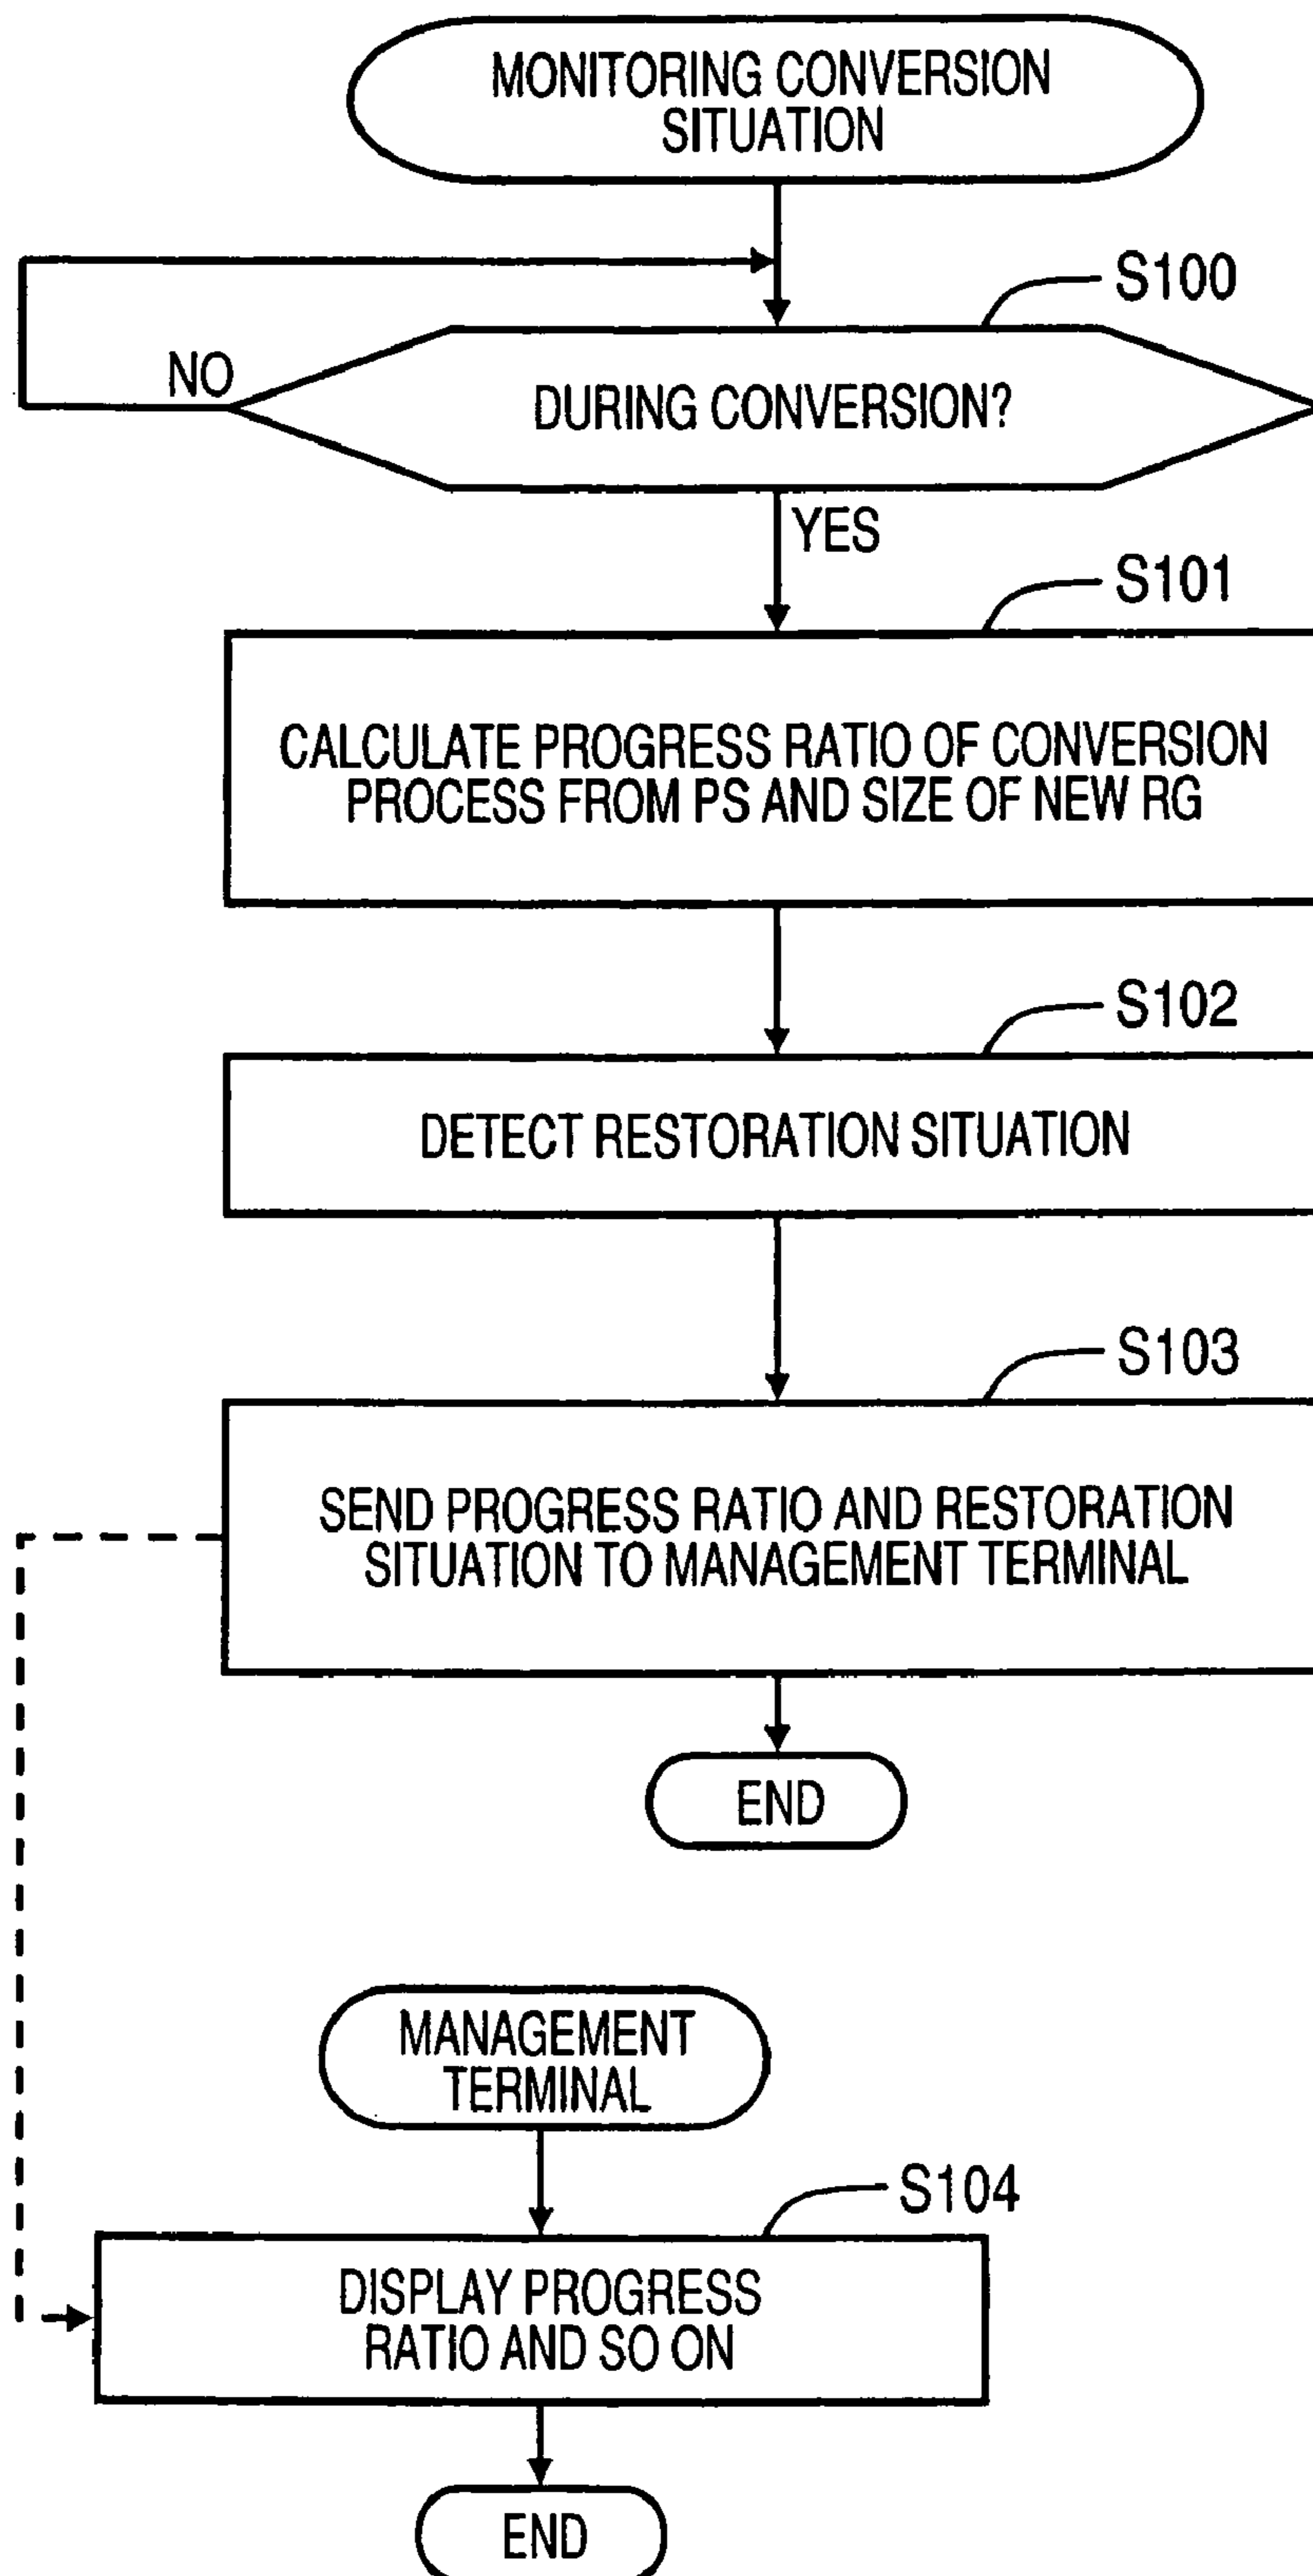 MONITORING CONVERSION
SITUATION
S100
NO
DURING CONVERSION?
YES
S101
CALCULATE PROGRESS RATIO OF CONVERSION
PROCESS FROM PS AND SIZE OF NEW RG
S102
DETECT RESTORATION SITUATION
S103
SEND PROGRESS RATIO AND RESTORATION
SITUATION TO MANAGEMENT TERMINAL
END
MANAGEMENT
TERMINAL
S104
DISPLAY PROGRESS
RATIO AND SO ON
END